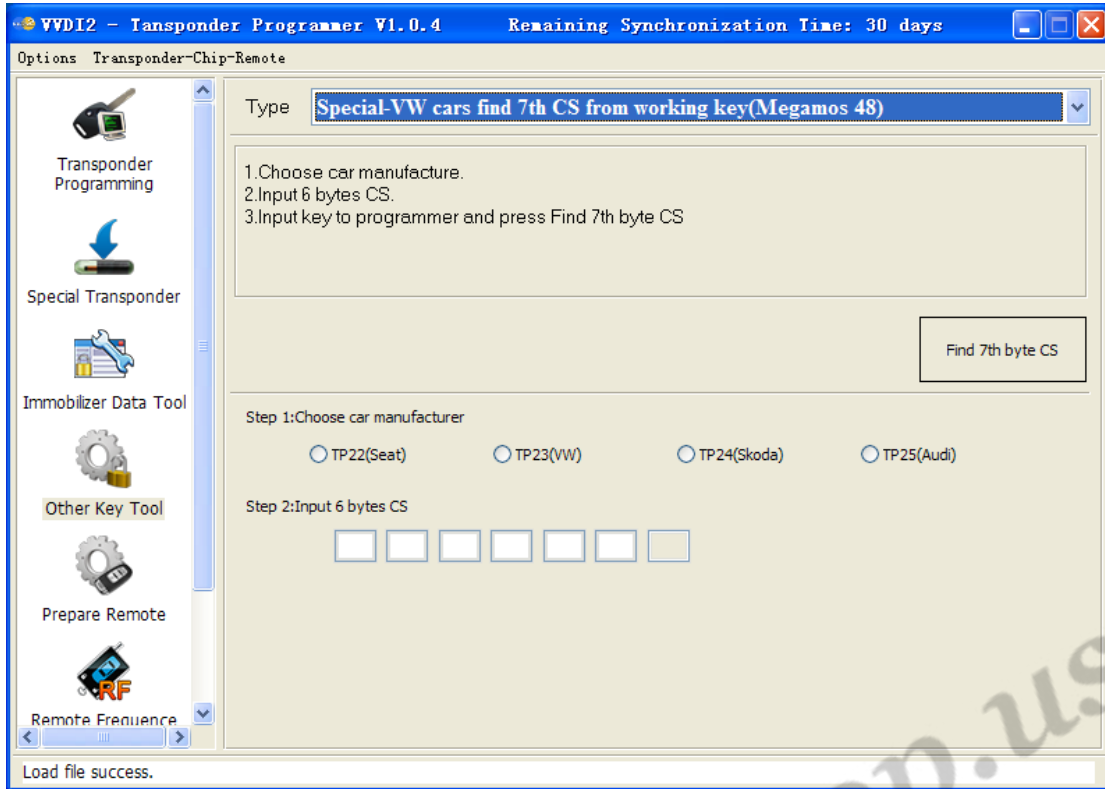 VVDI2 - Tansponder Programmer V1.0.4 Remaining Synchronization Time: 30 days
Options Transponder-Chip-Remote
Transponder
Programming
Special Transponder
Immobilizer Data Tool
Other Key Tool
Prepare Remote
RF
Remote Frequence
Type Special-VW cars find 7th CS from working key(Megamos 48)
1.Choose car manufacture.
2.Input 6 bytes CS.
3.Input key to programmer and press Find 7th byte CS
Find 7th byte CS
Step 1:Choose car manufacturer
TP22(Seat) TP23(VW) TP24(Skoda) TP25(Audi)
Step 2:Input 6 bytes CS
Load file success.